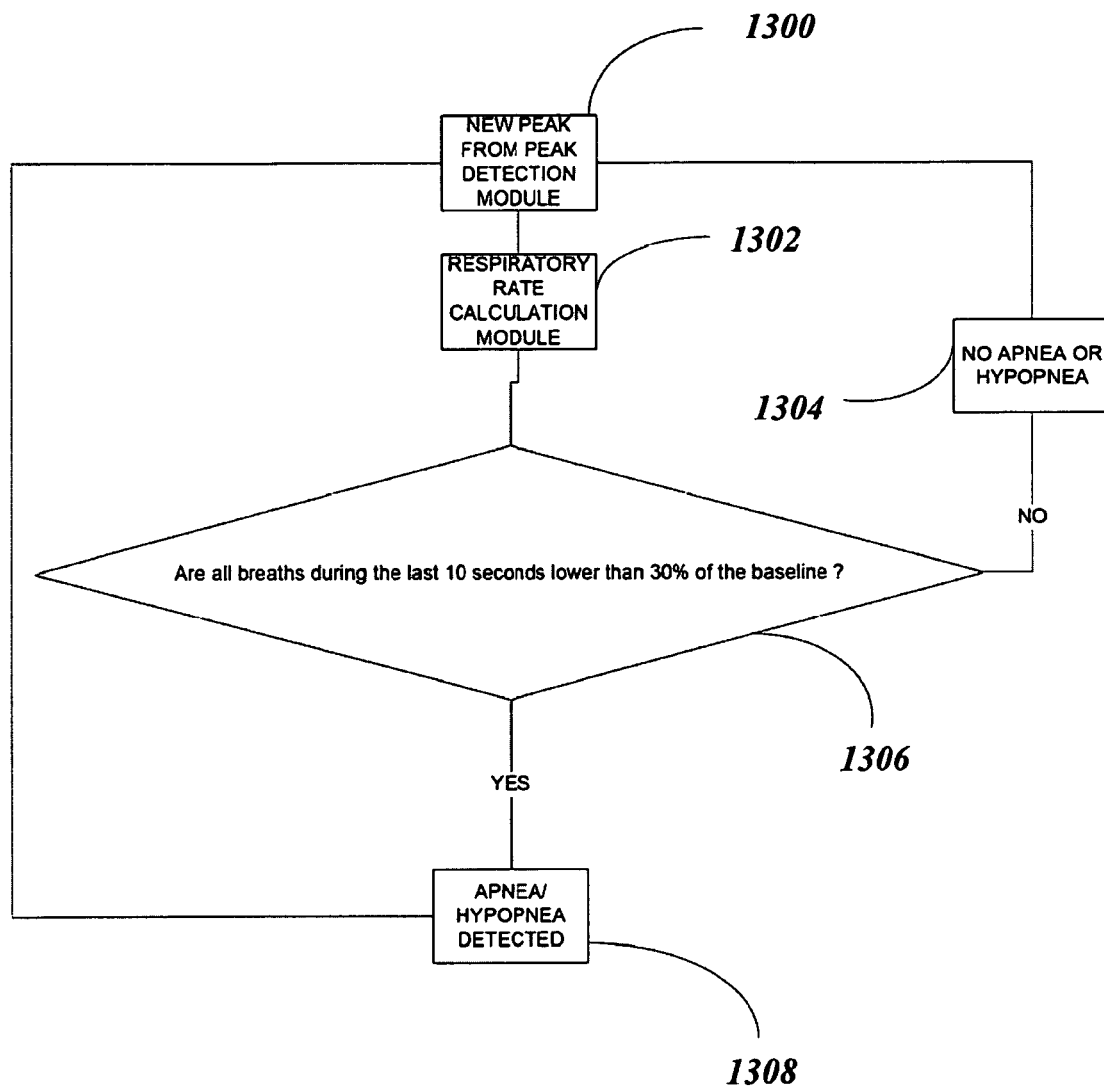 1300
NEW PEAK
FROM PEAK
DETECTION
MODULE
1302
RESPIRATORY
RATE
CALCULATION
MODULE
NO APNEA OR
HYPOPNEA
1304
NO
Are all breaths during the last 10 seconds lower than 30% of the baseline ?
1306
YES
APNEA/
HYPOPNEA
DETECTED
1308